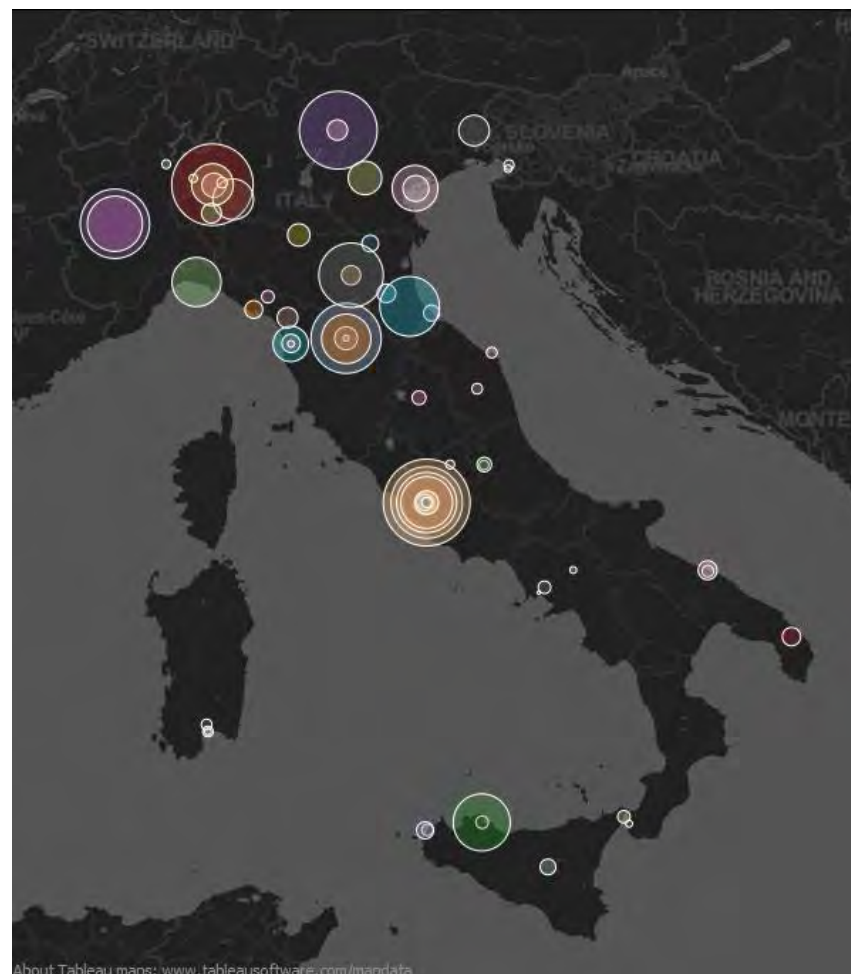 SWITZERLAND
SLOVENIA
CROATIA
ITALY
BOSNIA AND
HERZEGOVINA
MONTE
About Tableau maps: www.tableausoftware.com/mapdata